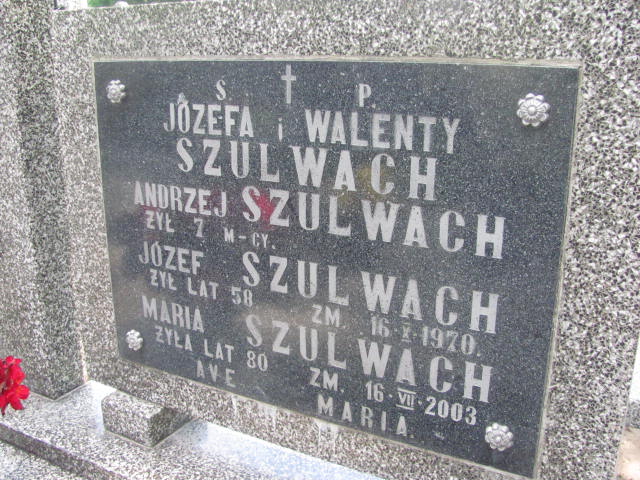 Ś. † P.
JÓZEFA i WALENTY
SZULWACH
ANDRZEJ SZULWACH
ŻYŁ 7 M-CY.
JÓZEF SZULWACH
ŻYŁ LAT 58 ZM. 16-X-1970.
MARIA SZULWACH
ŻYŁA LAT 80 ZM. 16-VII-2003
AVE MARIA.